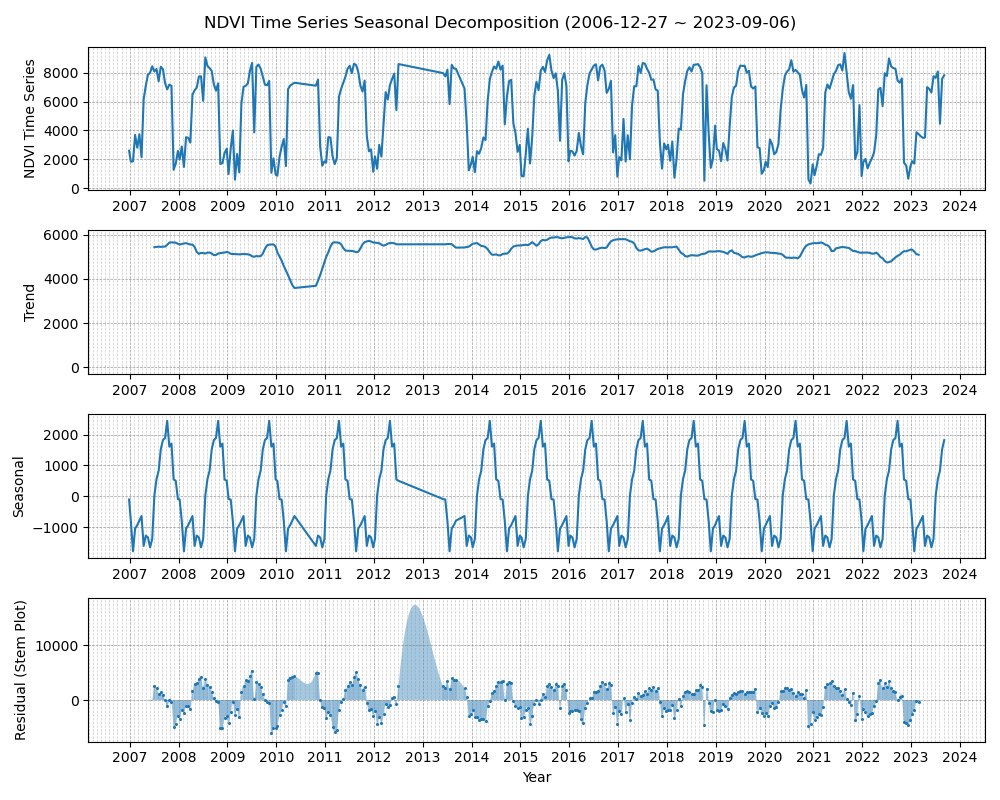 NDVI Time Series Seasonal Decomposition (2006-12-27 ~ 2023-09-06)
NDVI Time Series
8000
6000
4000
2000
0
2007 2008 2009 2010 2011 2012 2013 2014 2015 2016 2017 2018 2019 2020 2021 2022 2023 2024
Trend
6000
4000
2000
0
2007 2008 2009 2010 2011 2012 2013 2014 2015 2016 2017 2018 2019 2020 2021 2022 2023 2024
Seasonal
2000
1000
0
−1000
2007 2008 2009 2010 2011 2012 2013 2014 2015 2016 2017 2018 2019 2020 2021 2022 2023 2024
Residual (Stem Plot)
10000
0
2007 2008 2009 2010 2011 2012 2013 2014 2015 2016 2017 2018 2019 2020 2021 2022 2023 2024
Year